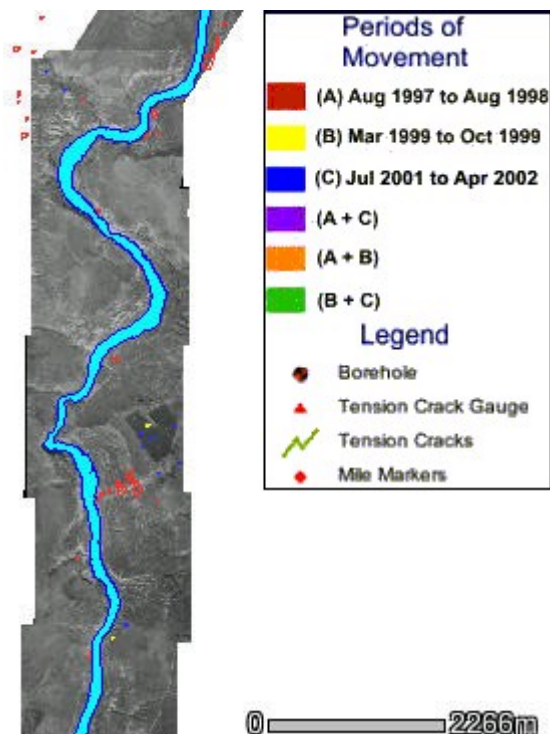 Periods of
Movement
(A) Aug 1997 to Aug 1998
(B) Mar 1999 to Oct 1999
(C) Jul 2001 to Apr 2002
(A + C)
(A + B)
(B + C)
Legend
Borehole
Tension Crack Gauge
Tension Cracks
Mile Markers
0 2266m